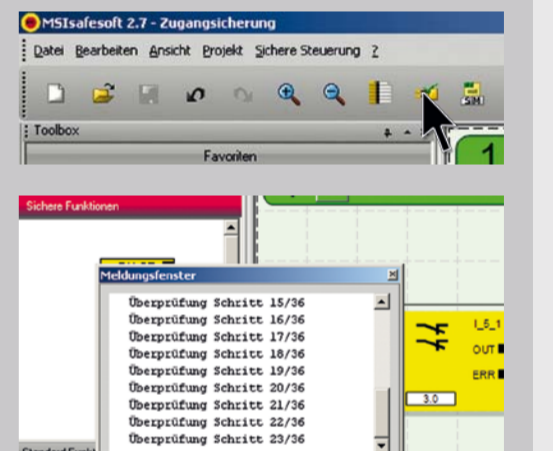 MSIsafesoft 2.7 - Zugangsicherung
Datei Bearbeiten Ansicht Projekt Sichere Steuerung ?
SIM
Toolbox
Favoriten
1
Sichere Funktionen
Meldungsfenster
Überprüfung Schritt 15/36
Überprüfung Schritt 16/36
Überprüfung Schritt 17/36
Überprüfung Schritt 18/36
Überprüfung Schritt 19/36
Überprüfung Schritt 20/36
Überprüfung Schritt 21/36
Überprüfung Schritt 22/36
Überprüfung Schritt 23/36
I_5_1
OUT
ERR
3.0